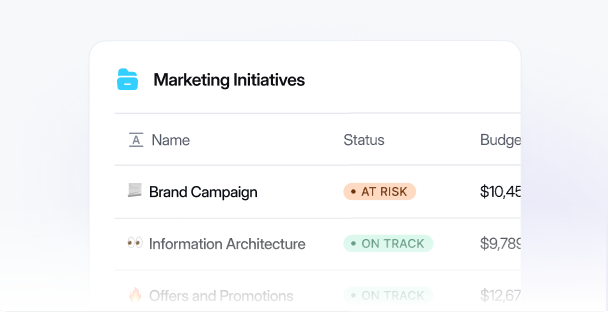 Marketing Initiatives
A Name Status Budge
Brand Campaign • AT RISK $10,45
Information Architecture • ON TRACK $9,789
Offers and Promotions • ON TRACK $12,67